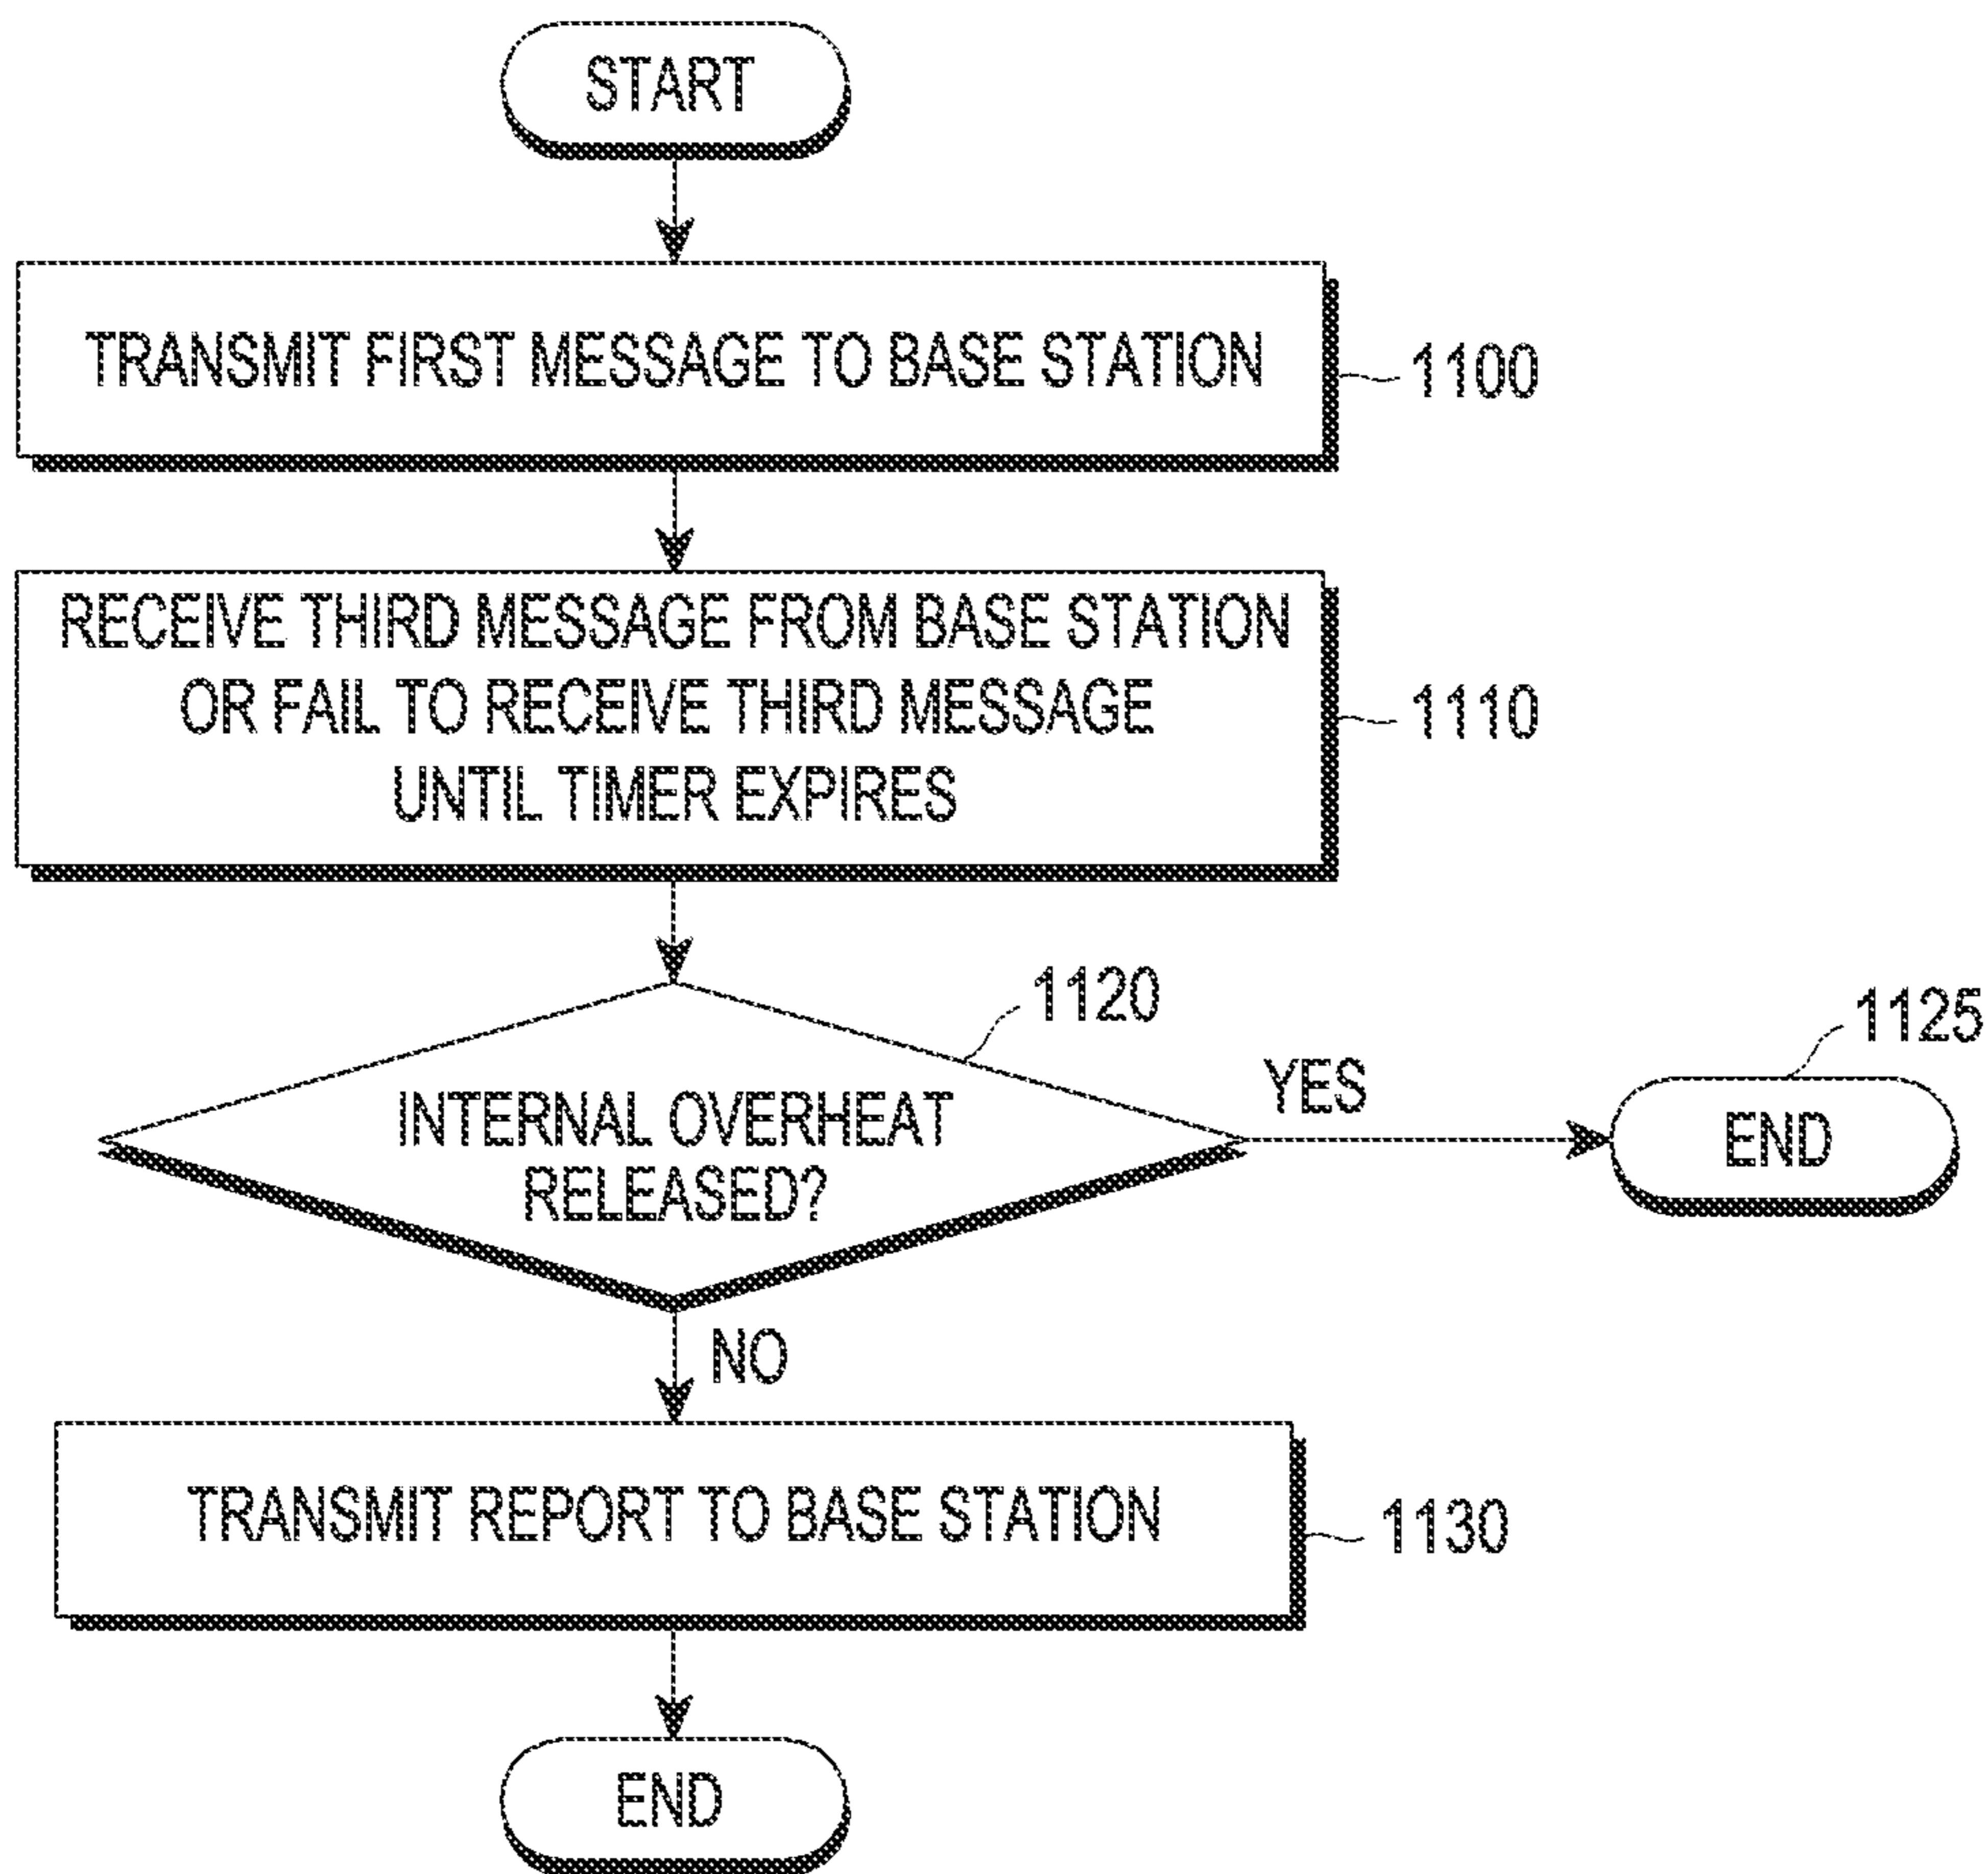 START
TRANSMIT FIRST MESSAGE TO BASE STATION
1100
RECEIVE THIRD MESSAGE FROM BASE STATION
OR FAIL TO RECEIVE THIRD MESSAGE
UNTIL TIMER EXPIRES
1110
1120
INTERNAL OVERHEAT
RELEASED?
YES
1125
END
NO
TRANSMIT REPORT TO BASE STATION
1130
END